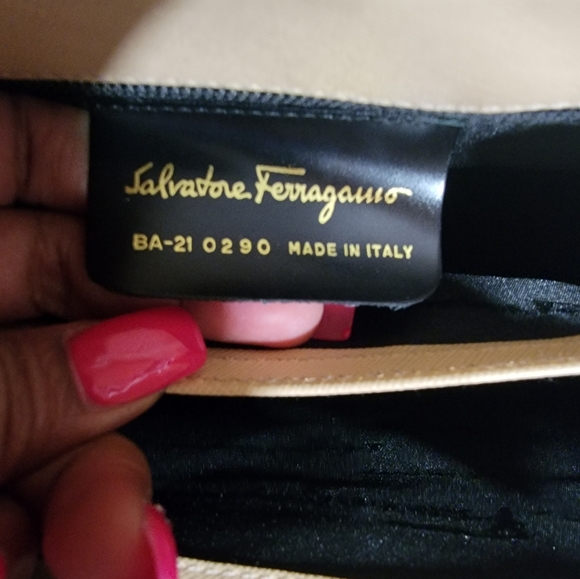 Salvatore Ferragamo
BA-21 0290 MADE IN ITALY